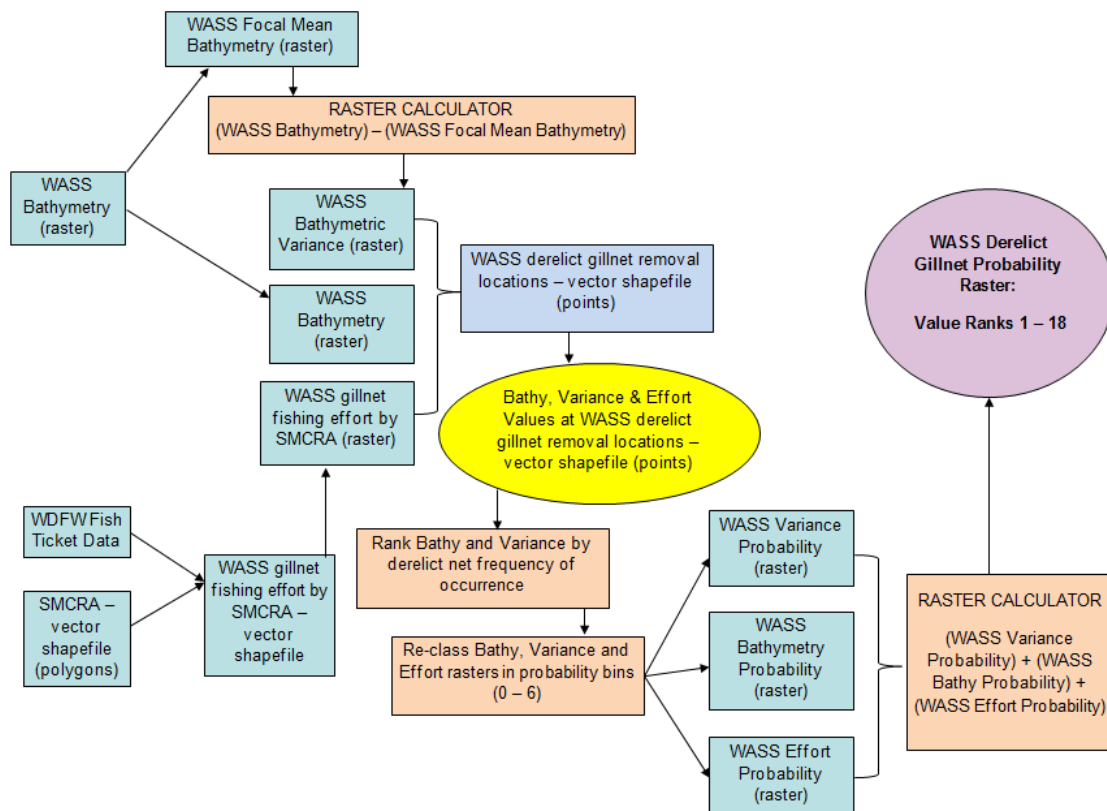 WASS Focal Mean
Bathymetry (raster)
RASTER CALCULATOR
(WASS Bathymetry) – (WASS Focal Mean Bathymetry)
WASS
Bathymetry
(raster)
WASS
Bathymetric
Variance (raster)
WASS
Bathymetry
(raster)
WASS gillnet
fishing effort by
SMCRA (raster)
WASS derelict gillnet removal
locations – vector shapefile
(points)
Bathy, Variance & Effort
Values at WASS derelict
gillnet removal locations –
vector shapefile (points)
WDFW Fish
Ticket Data
SMCRA –
vector
shapefile
(polygons)
WASS gillnet
fishing effort by
SMCRA –
vector
shapefile
Rank Bathy and Variance by
derelict net frequency of
occurrence
Re-class Bathy, Variance and
Effort rasters in probability bins
(0 – 6)
WASS Variance
Probability
(raster)
WASS
Bathymetry
Probability
(raster)
WASS Effort
Probability
(raster)
RASTER CALCULATOR
(WASS Variance
Probability) + (WASS
Bathy Probability) +
(WASS Effort Probability)
WASS Derelict
Gillnet Probability
Raster:
Value Ranks 1 – 18